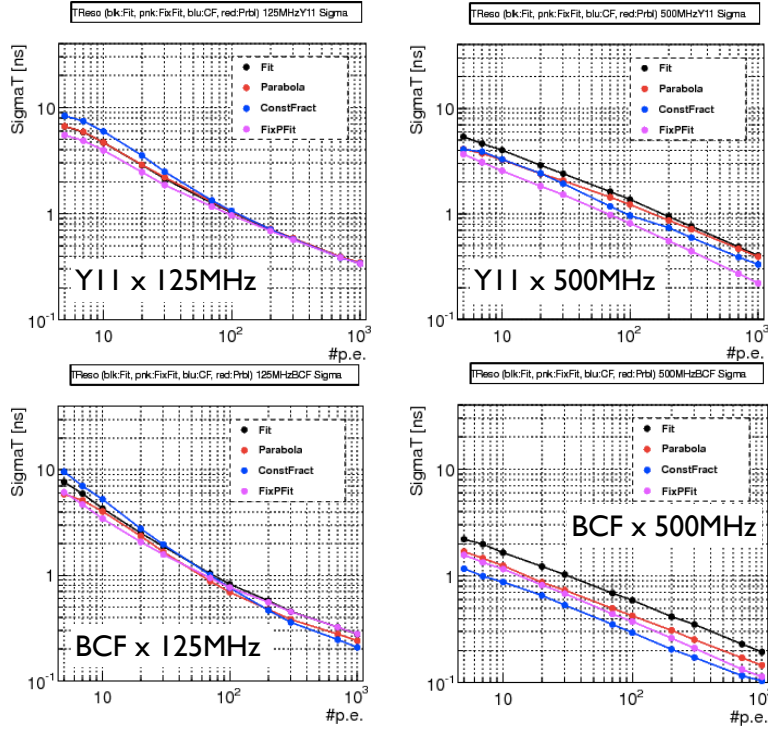 TReso (blk:Fit, pnk:FixFit, blu:CF, red:Prbl) 125MHzY11 Sigma
SigmaT [ns]
10
1
10⁻¹
Fit
Parabola
ConstFract
FixPFit
Y11 x 125MHz
10
10²
10³
#p.e.
TReso (blk:Fit, pnk:FixFit, blu:CF, red:Prbl) 500MHzY11 Sigma
SigmaT [ns]
10
1
10⁻¹
Fit
Parabola
ConstFract
FixPFit
Y11 x 500MHz
10
10²
10³
#p.e.
TReso (blk:Fit, pnk:FixFit, blu:CF, red:Prbl) 125MHzBCF Sigma
SigmaT [ns]
10
1
10⁻¹
Fit
Parabola
ConstFract
FixPFit
BCF x 125MHz
10
10²
10³
#p.e.
TReso (blk:Fit, pnk:FixFit, blu:CF, red:Prbl) 500MHzBCF Sigma
SigmaT [ns]
10
1
10⁻¹
Fit
Parabola
ConstFract
FixPFit
BCF x 500MHz
10
10²
#p.e.